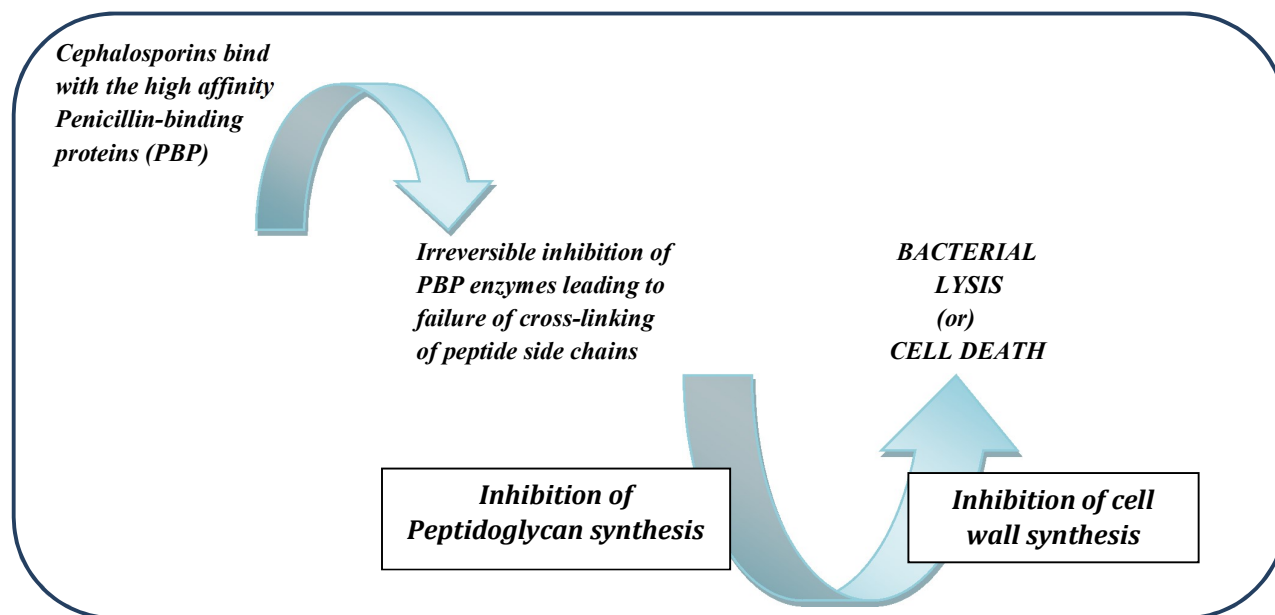 Cephalosporins bind
with the high affinity
Penicillin-binding
proteins (PBP)
Irreversible inhibition of
PBP enzymes leading to
failure of cross-linking
of peptide side chains
BACTERIAL
LYSIS
(or)
CELL DEATH
Inhibition of
Peptidoglycan synthesis
Inhibition of cell
wall synthesis